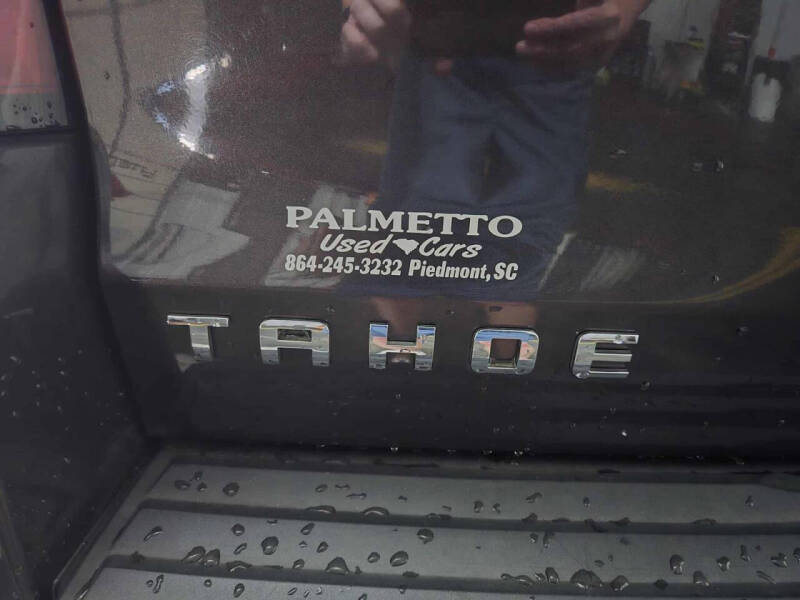 PALMETTO
Used Cars
864-245-3232 Piedmont, SC
TAHOE